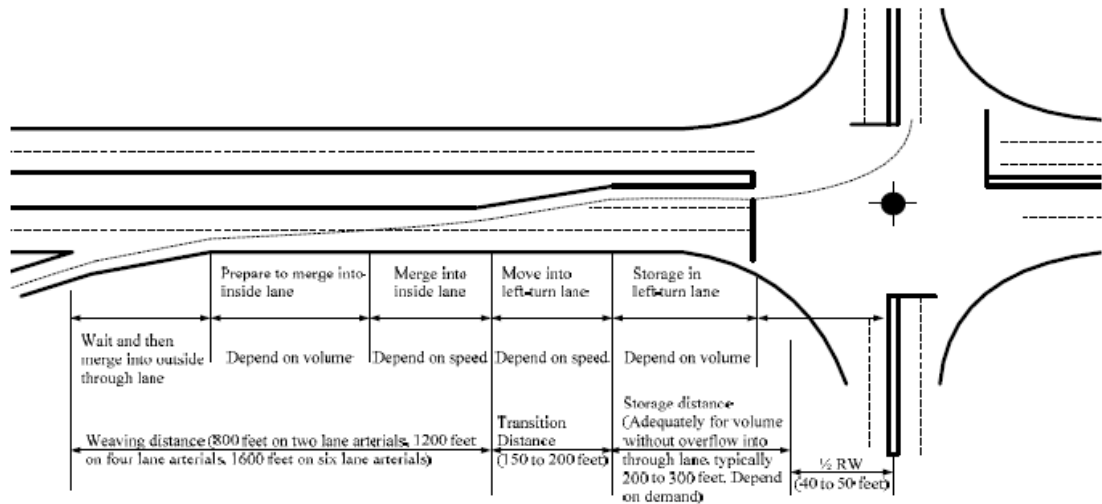 Prepare to merge into
inside lane
Merge into
inside lane
Move into
left-turn lane
Storage in
left-turn lane
Wait and then
merge into outside
through lane
Depend on volume
Depend on speed
Depend on speed
Depend on volume
Weaving distance (800 feet on two lane arterials, 1200 feet
on four lane arterials, 1600 feet on six lane arterials)
Transition
Distance
(150 to 200 feet)
Storage distance
(Adequately for volume
without overflow into
through lane, typically
200 to 300 feet. Depend
on demand)
½ RW
(40 to 50 feet)